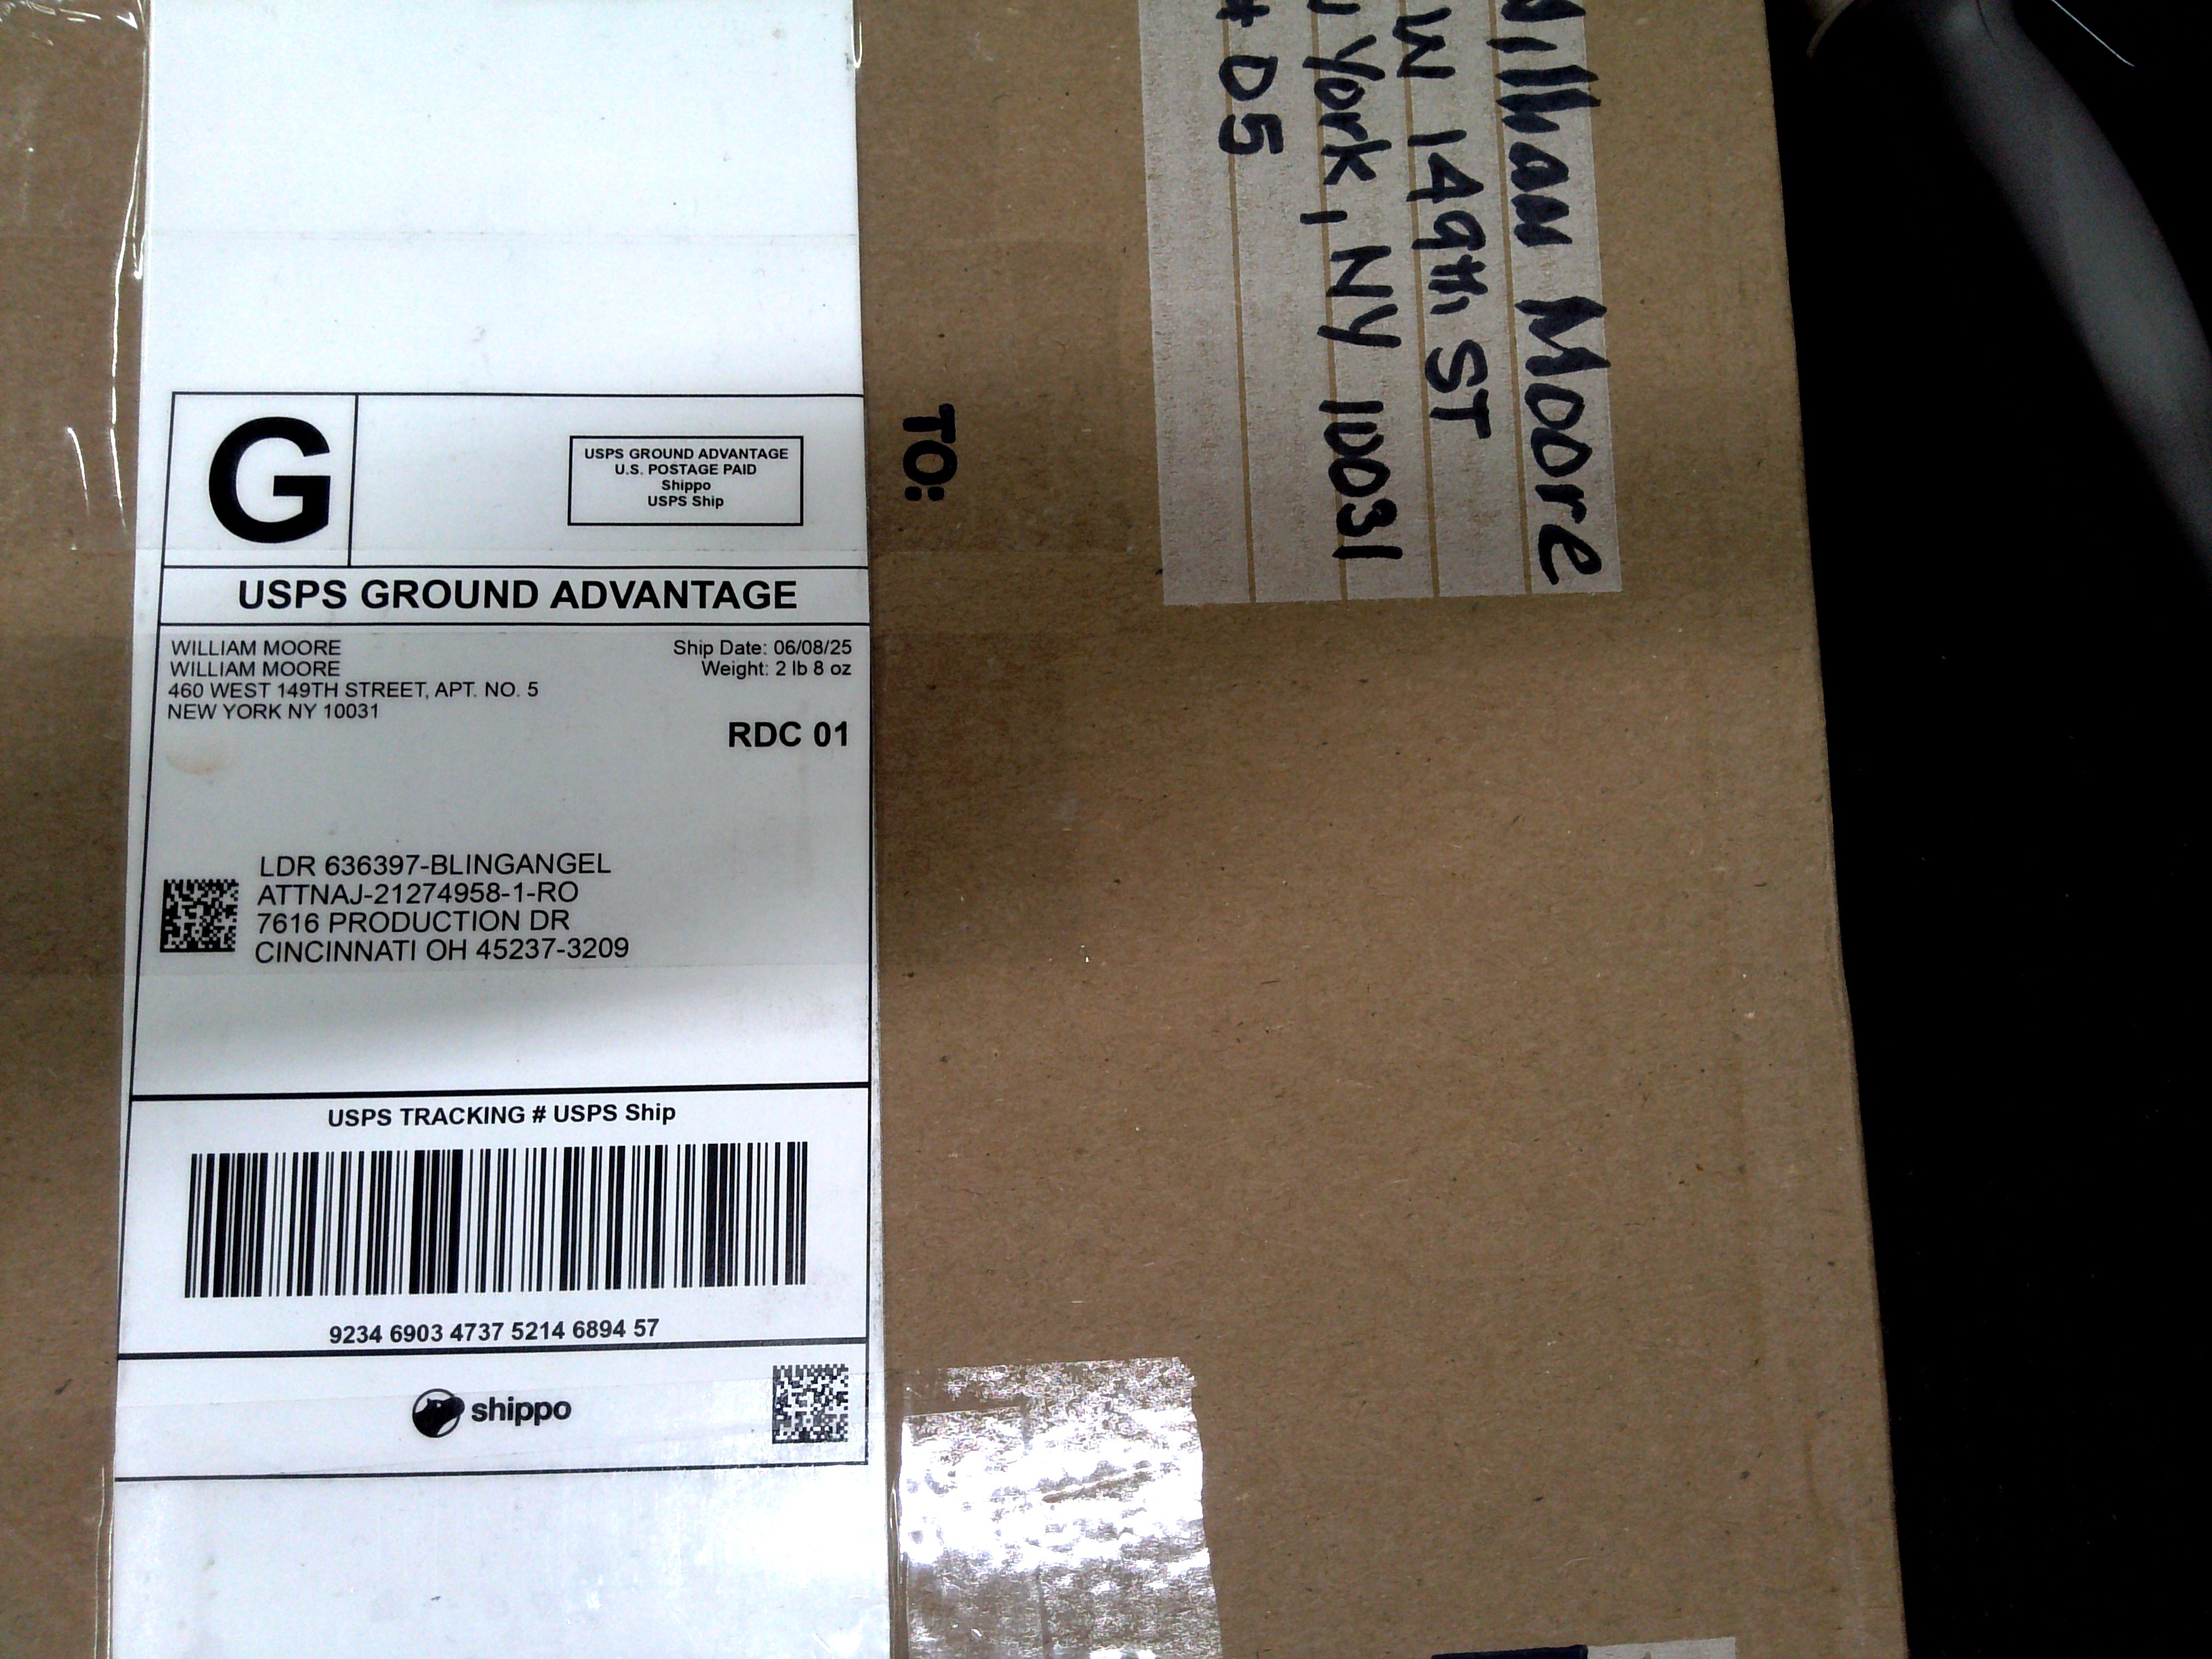 G
USPS GROUND ADVANTAGE
U.S. POSTAGE PAID
Shippo
USPS Ship
USPS GROUND ADVANTAGE
WILLIAM MOORE
WILLIAM MOORE
460 WEST 149TH STREET, APT. NO. 5
NEW YORK NY 10031
Ship Date: 06/08/25
Weight: 2 lb 8 oz
RDC 01
LDR 636397-BLINGANGEL
ATTNAJ-21274958-1-RO
7616 PRODUCTION DR
CINCINNATI OH 45237-3209
USPS TRACKING # USPS Ship
9234 6903 4737 5214 6894 57
shippo
TO:
William Moore
W 149th ST
York, NY 10031
# D5